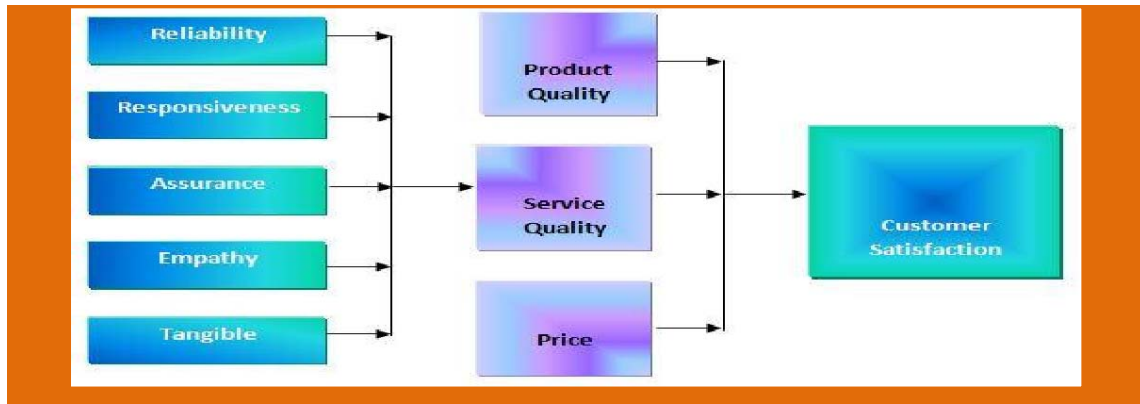 Reliability
Responsiveness
Assurance
Empathy
Tangible
Product
Quality
Service
Quality
Price
Customer
Satisfaction